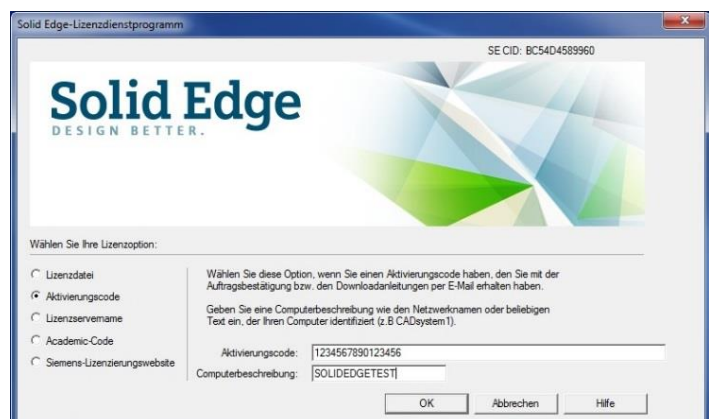 Solid Edge-Lizenzdienstprogramm
SE CID: BC54D4589960
Solid Edge
DESIGN BETTER.
Wählen Sie Ihre Lizenzoption:
Lizenzdatei
Aktivierungscode
Lizenzservername
Academic-Code
Siemens-Lizenzierungswebsite
Wählen Sie diese Option, wenn Sie einen Aktivierungscode haben, den Sie mit der
Auftragsbestätigung bzw. den Downloadanleitungen per E-Mail erhalten haben.
Geben Sie eine Computerbeschreibung wie den Netzwerknamen oder beliebigen
Text ein, der Ihren Computer identifiziert (z.B CADsystem1).
Aktivierungscode: 1234567890123456
Computerbeschreibung: SOLIDEDGETEST
OK Abbrechen Hilfe